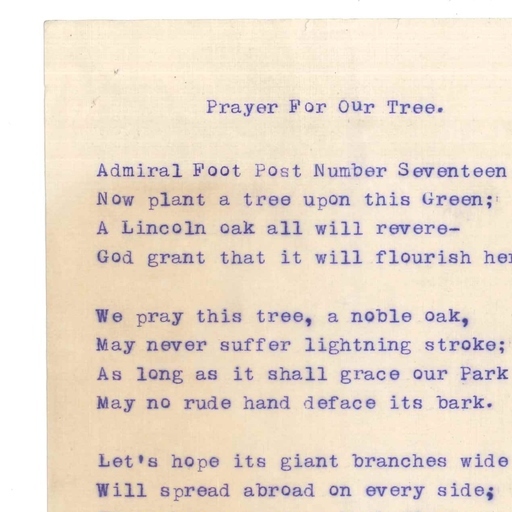 Prayer For Our Tree.
Admiral Foot Post Number Seventeen
Now plant a tree upon this Green;
A Lincoln oak all will revere-
God grant that it will flourish
We pray this tree, a noble oak,
May never suffer lightning stroke;
As long as it shall grace our Park
May no rude hand deface its bark.
Let's hope its giant branches wide
Will spread abroad on every side;